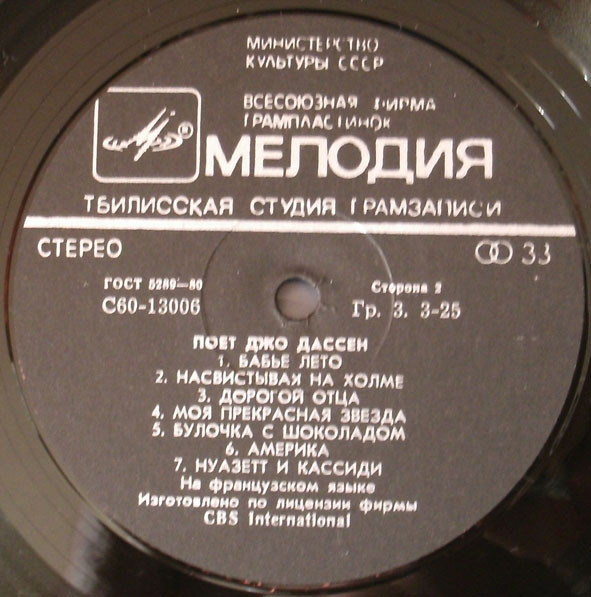 МИНИСТЕРСТВО
КУЛЬТУРЫ СССР
ВСЕСОЮЗНАЯ ФИРМА
ГРАМПЛАСТИНОК
МЕЛОДИЯ
ТБИЛИССКАЯ СТУДИЯ ГРАМЗАПИСИ
СТЕРЕО 33
ГОСТ 5289—80 Сторона 2
С60-13006 Гр. 3. 3-25
ПОЕТ ДЖО ДАССЕН
1. БАБЬЕ ЛЕТО
2. НАСВИСТЫВАЯ НА ХОЛМЕ
3. ДОРОГОЙ ОТЦА
4. МОЯ ПРЕКРАСНАЯ ЗВЕЗДА
5. БУЛОЧКА С ШОКОЛАДОМ
6. АМЕРИКА
7. НУАЗЕТТ И КАССИДИ
На французском языке
Изготовлено по лицензии фирмы
CBS International